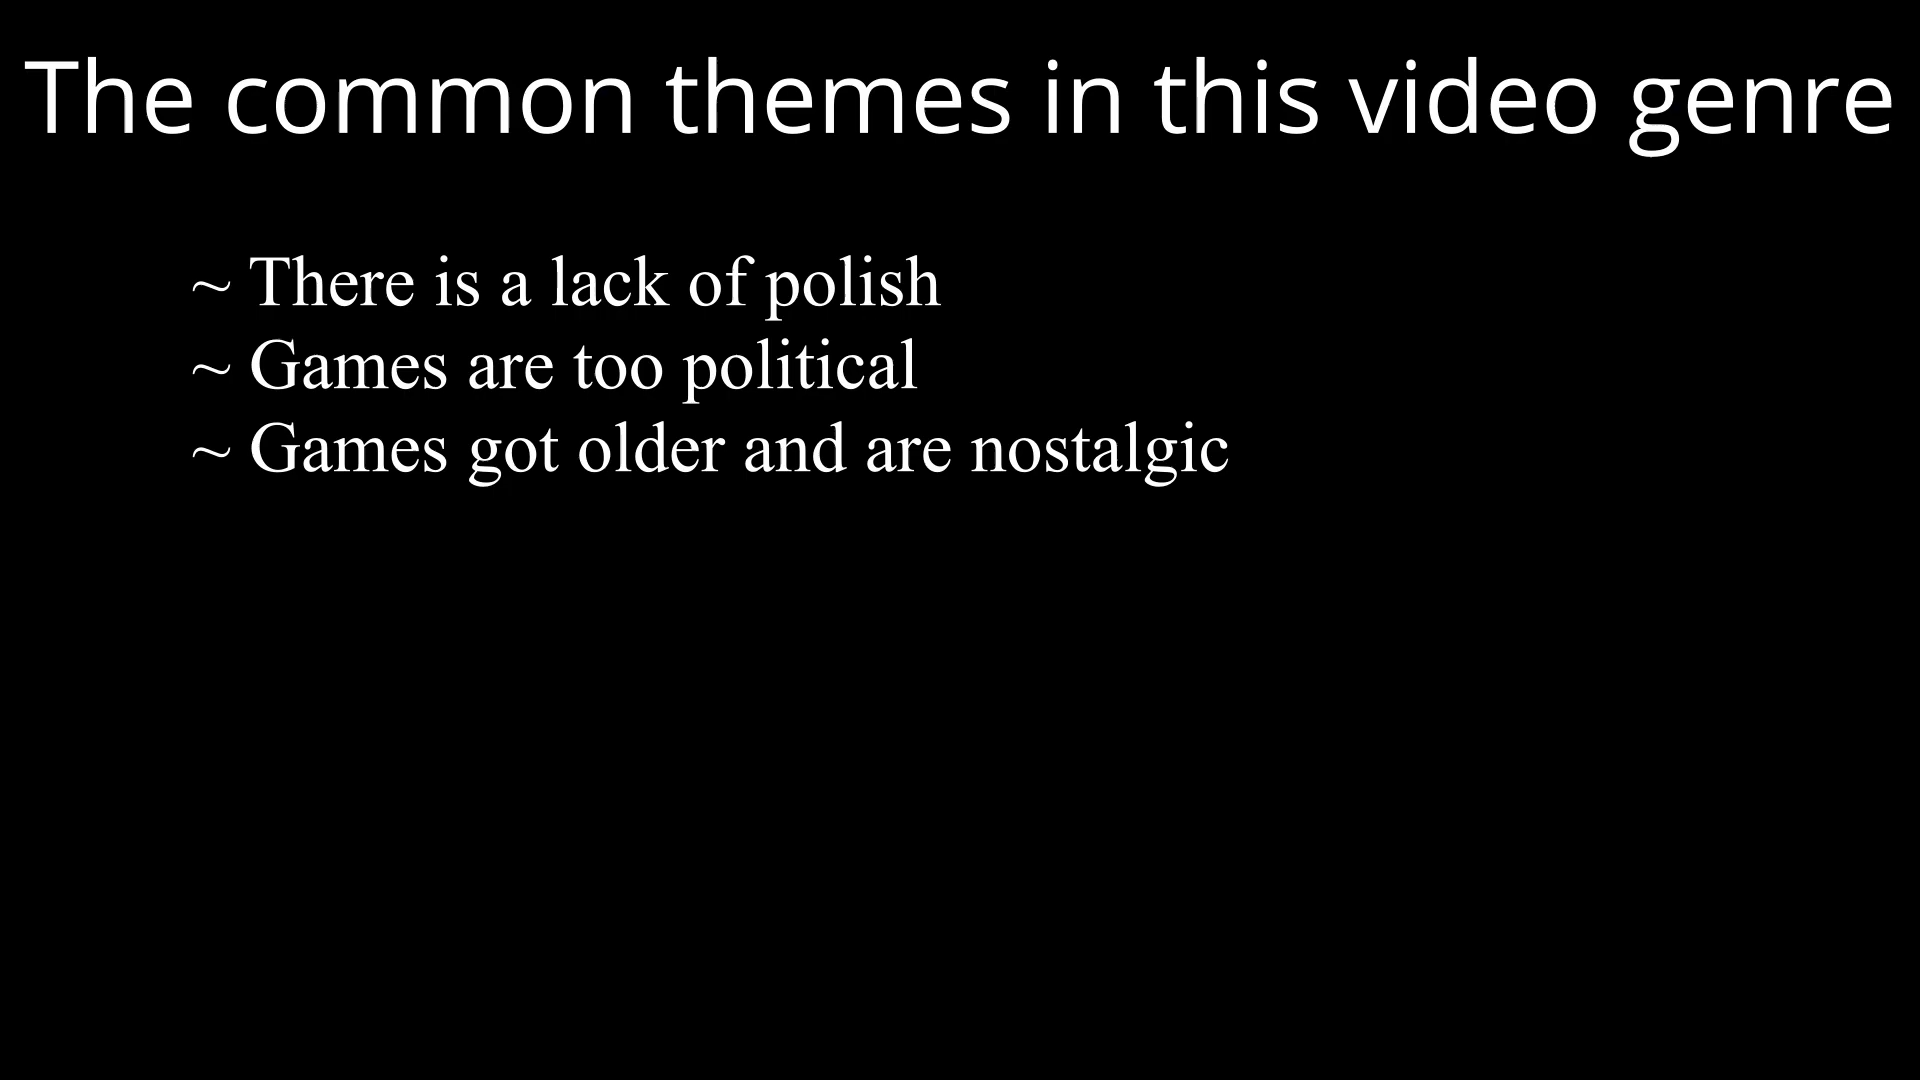 The common themes in this video genre
~ There is a lack of polish
~ Games are too political
~ Games got older and are nostalgic